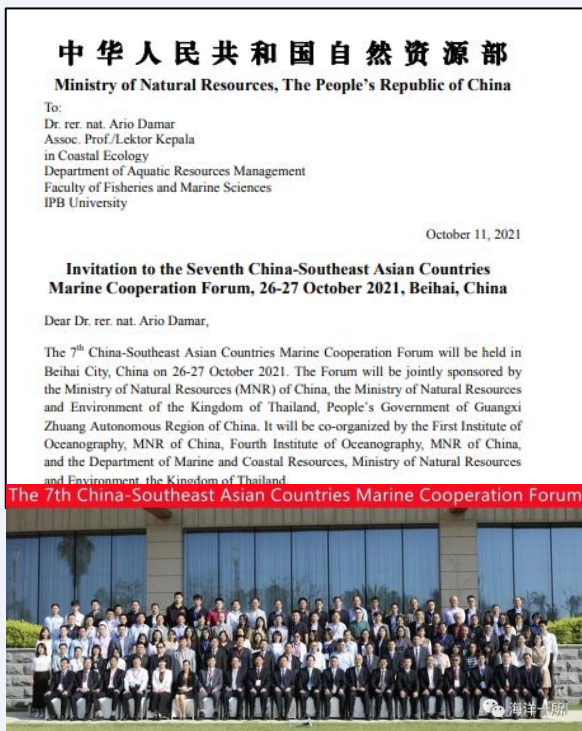 中华人民共和国自然资源部
Ministry of Natural Resources, The People's Republic of China
To:
Dr. rer. nat. Ario Damar
Assoc. Prof./Lektor Kepala
in Coastal Ecology
Department of Aquatic Resources Management
Faculty of Fisheries and Marine Sciences
IPB University
October 11, 2021
Invitation to the Seventh China-Southeast Asian Countries
Marine Cooperation Forum, 26-27 October 2021, Beihai, China
Dear Dr. rer. nat. Ario Damar,
The 7th China-Southeast Asian Countries Marine Cooperation Forum will be held in
Beihai City, China on 26-27 October 2021. The Forum will be jointly sponsored by
the Ministry of Natural Resources (MNR) of China, the Ministry of Natural Resources
and Environment of the Kingdom of Thailand, People's Government of Guangxi
Zhuang Autonomous Region of China. It will be co-organized by the First Institute of
Oceanography, MNR of China, Fourth Institute of Oceanography, MNR of China,
and the Department of Marine and Coastal Resources, Ministry of Natural Resources
and Environment, the Kingdom of Thailand.
The 7th China-Southeast Asian Countries Marine Cooperation Forum
海洋一所